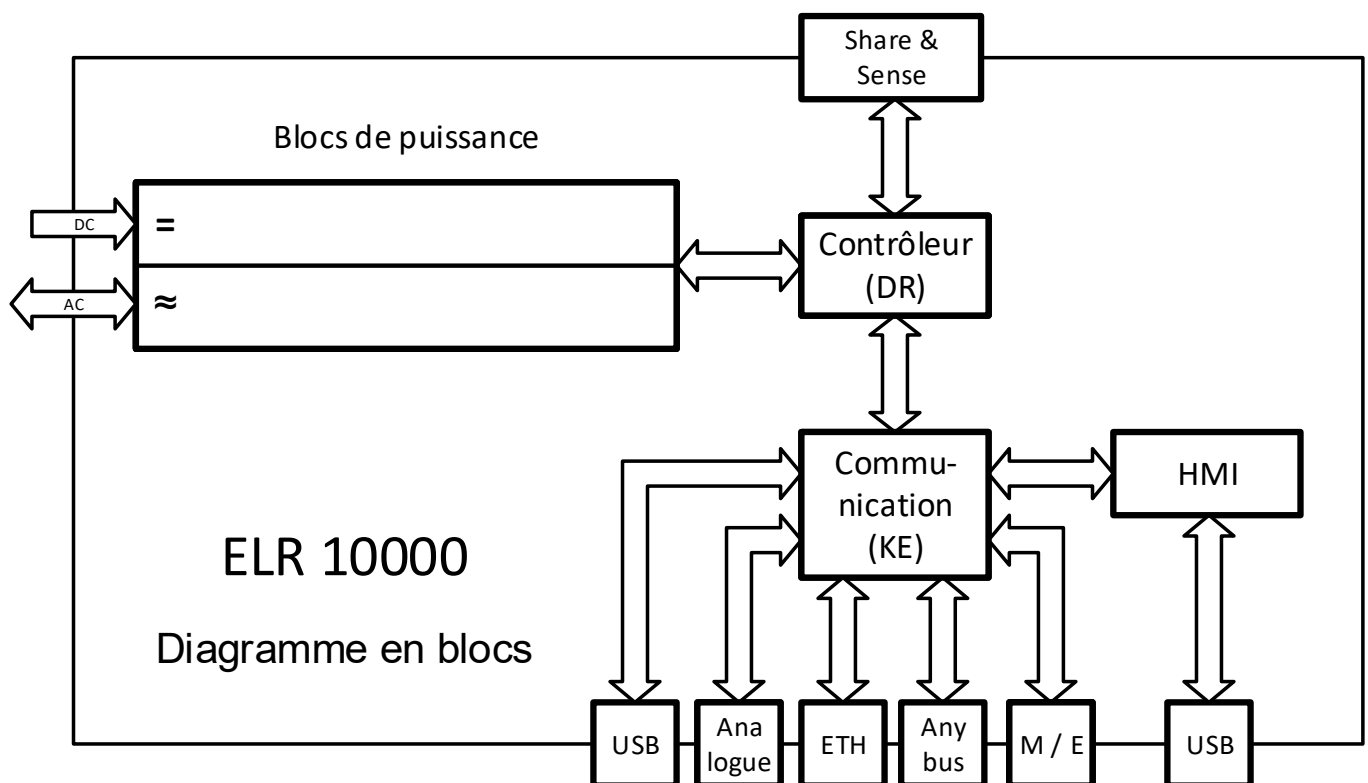 Share &
Sense
Blocs de puissance
DC
=
Contrôleur
(DR)
AC
≈
Commu-
nication
(KE)
HMI
ELR 10000
Diagramme en blocs
USB
Ana
logue
ETH
Any
bus
M / E
USB